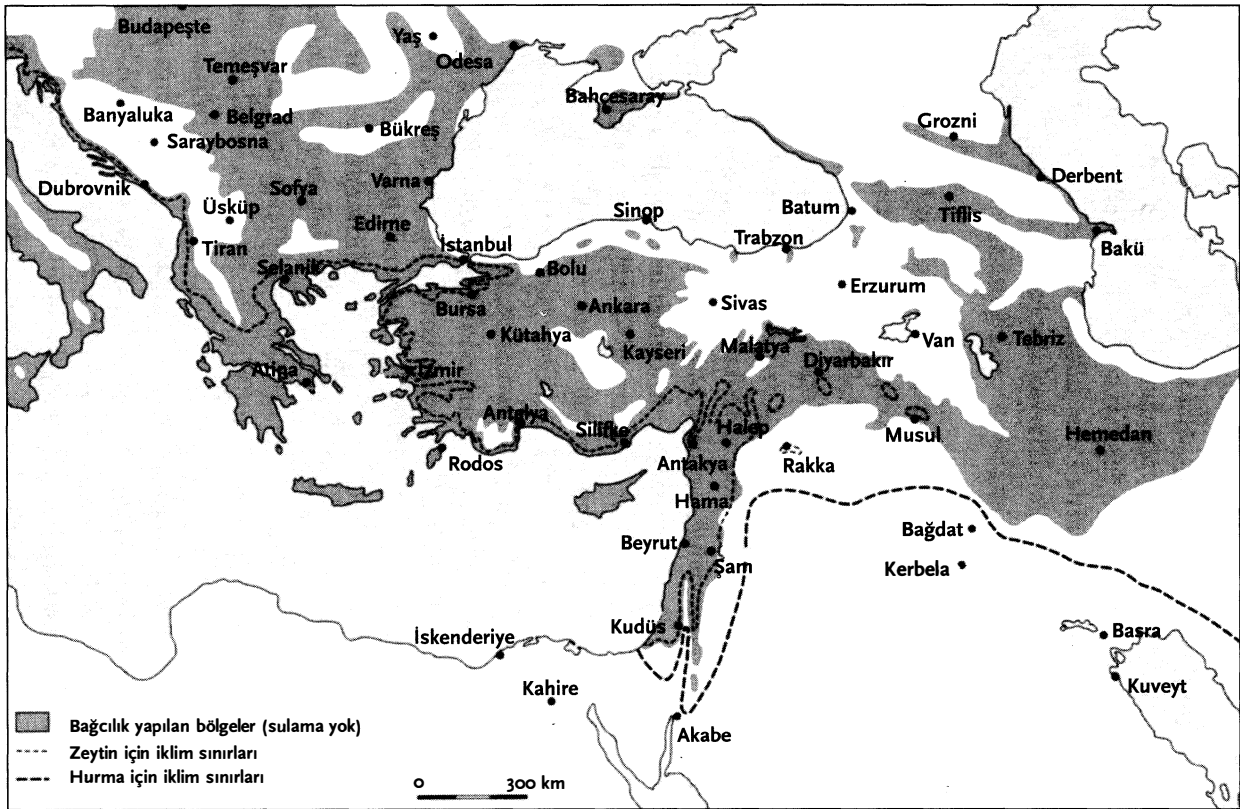 Budapeşte
Yaş
Odesa
Temeşvar
Bahçesaray
Banyaluka
Belgrad
Bükreş
Grozni
Saraybosna
Dubrovnik
Varna
Derbent
Sofya
Üsküp
Sinop
Batum
Tiflis
Edirne
Tiran
İstanbul
Trabzon
Bakü
Selanik
Bolu
Erzurum
Bursa
Ankara
Sivas
Kütahya
Kayseri
Malatya
Van
Tebriz
Diyarbakır
Atina
İzmir
Antalya
Silifke
Halep
Musul
Hemedan
Rodos
Antakya
Rakka
Hama
Bağdat
Beyrut
Şam
Kerbela
Kudüs
İskenderiye
Basra
Kahire
Kuveyt
Akabe
Bağcılık yapılan bölgeler (sulama yok)
Zeytin için iklim sınırları
Hurma için iklim sınırları
0 300 km